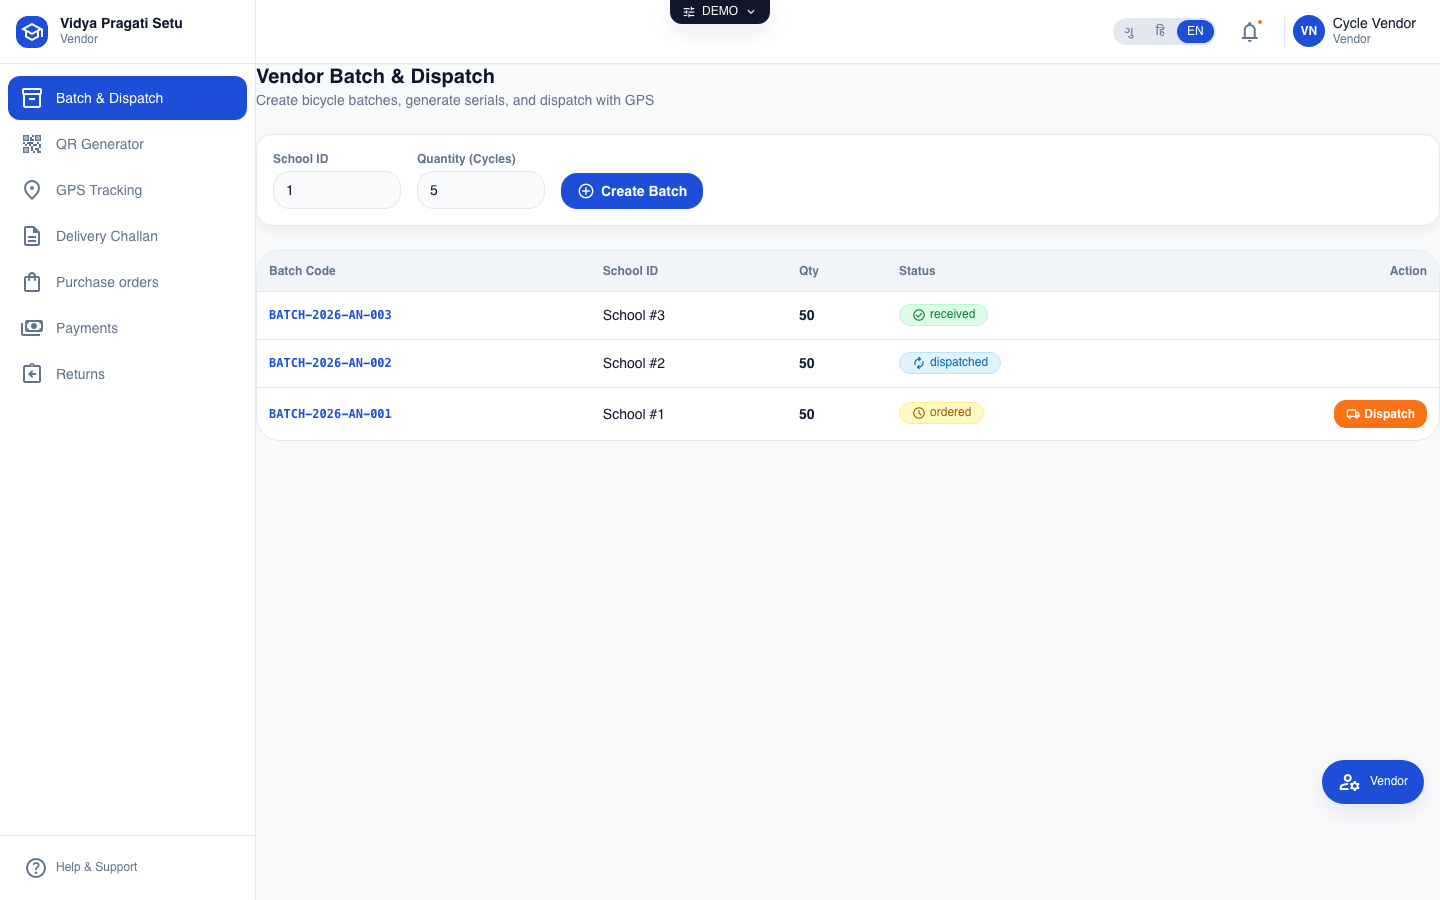 Vidya Pragati Setu
Vendor
DEMO
ગુ हि EN
VN
Cycle Vendor
Vendor
Batch & Dispatch
QR Generator
GPS Tracking
Delivery Challan
Purchase orders
Payments
Returns
Help & Support
Vendor Batch & Dispatch
Create bicycle batches, generate serials, and dispatch with GPS
School ID Quantity (Cycles)
1 5 Create Batch
Batch Code School ID Qty Status Action
BATCH-2026-AN-003 School #3 50 received
BATCH-2026-AN-002 School #2 50 dispatched
BATCH-2026-AN-001 School #1 50 ordered Dispatch
Vendor